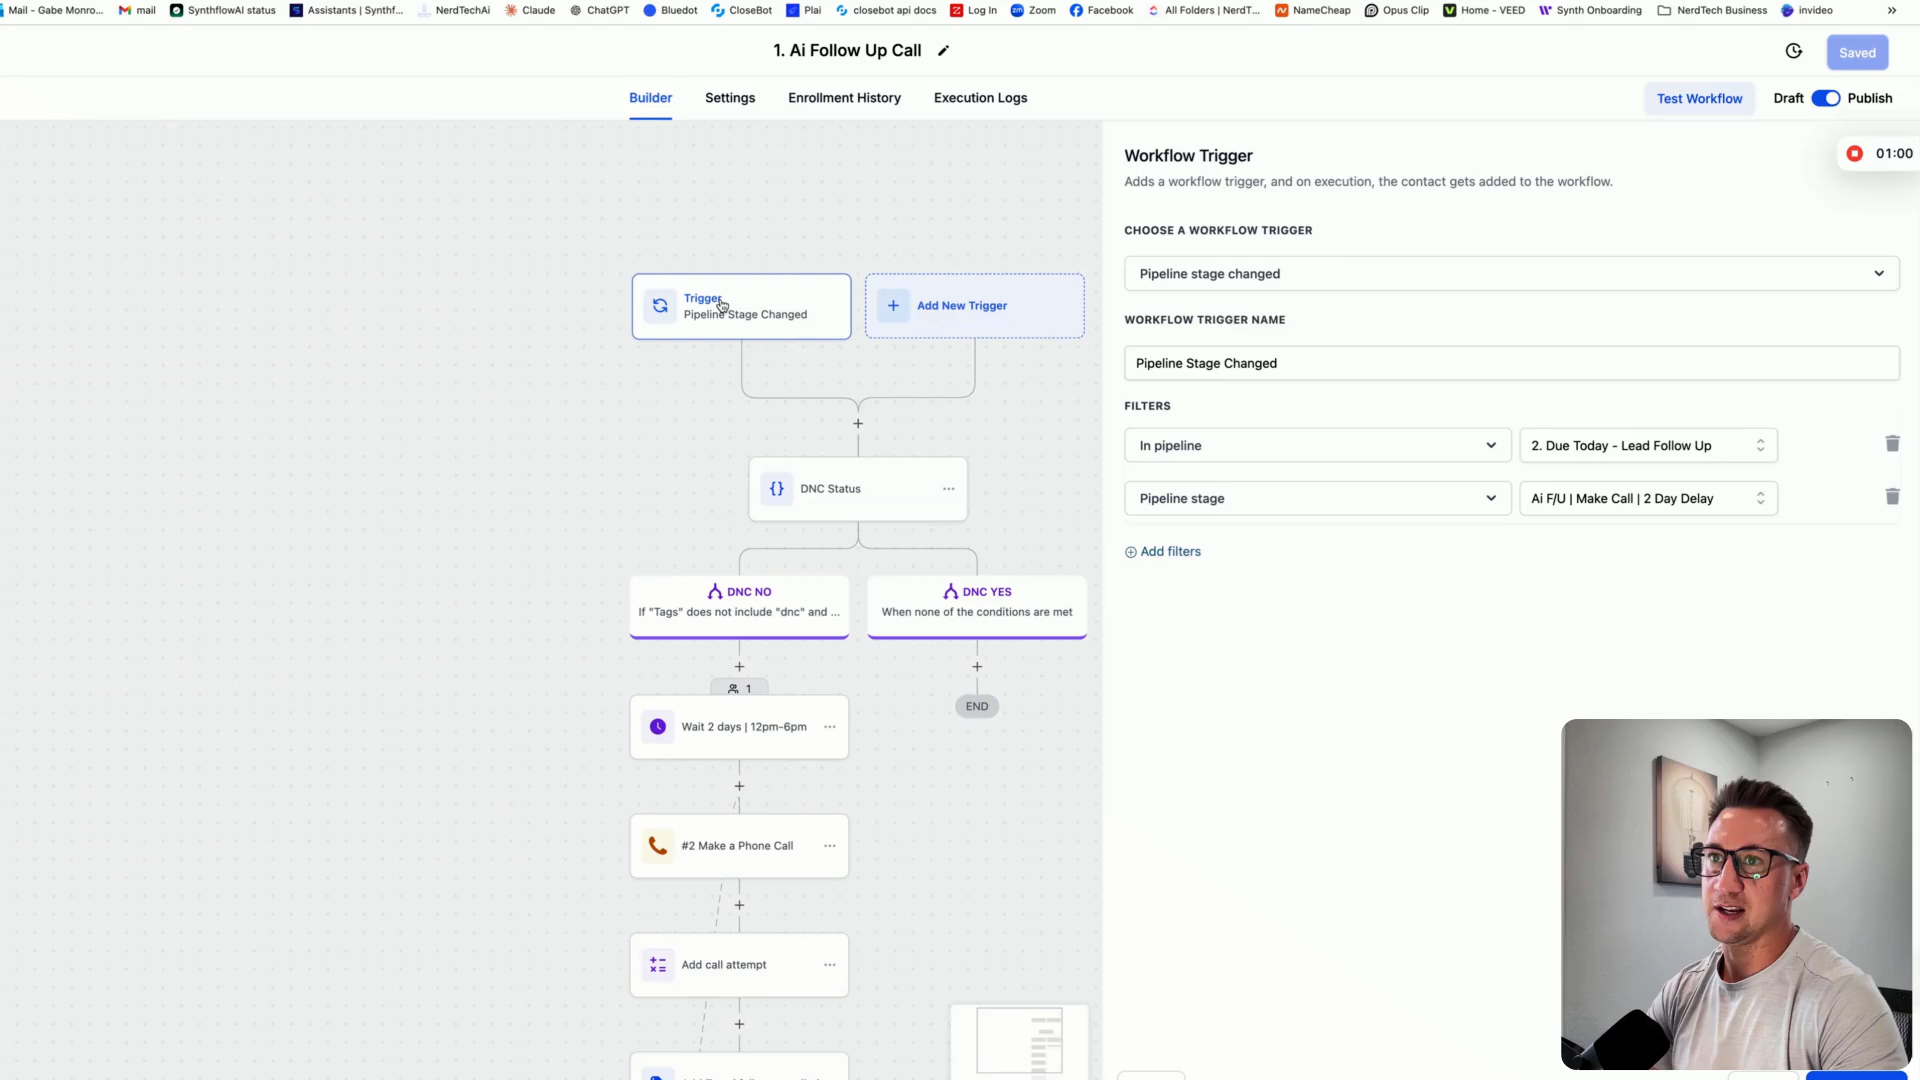 Mail - Gabe Monro... mail SynthflowAI status Assistants | Synthf... NerdTechAi Claude ChatGPT Bluedot CloseBot Plai closebot api docs Log In Zoom Facebook All Folders | NerdT... NameCheap Opus Clip Home - VEED Synth Onboarding NerdTech Business invideo »
1. Ai Follow Up Call
Saved
Builder Settings Enrollment History Execution Logs
Test Workflow Draft Publish
Workflow Trigger
01:00
Adds a workflow trigger, and on execution, the contact gets added to the workflow.
CHOOSE A WORKFLOW TRIGGER
Pipeline stage changed
WORKFLOW TRIGGER NAME
Pipeline Stage Changed
FILTERS
In pipeline 2. Due Today - Lead Follow Up
Pipeline stage Ai F/U | Make Call | 2 Day Delay
Add filters
Trigger
Pipeline Stage Changed
Add New Trigger
DNC Status
DNC NO
If "Tags" does not include "dnc" and ...
DNC YES
When none of the conditions are met
1
END
Wait 2 days | 12pm-6pm
#2 Make a Phone Call
Add call attempt